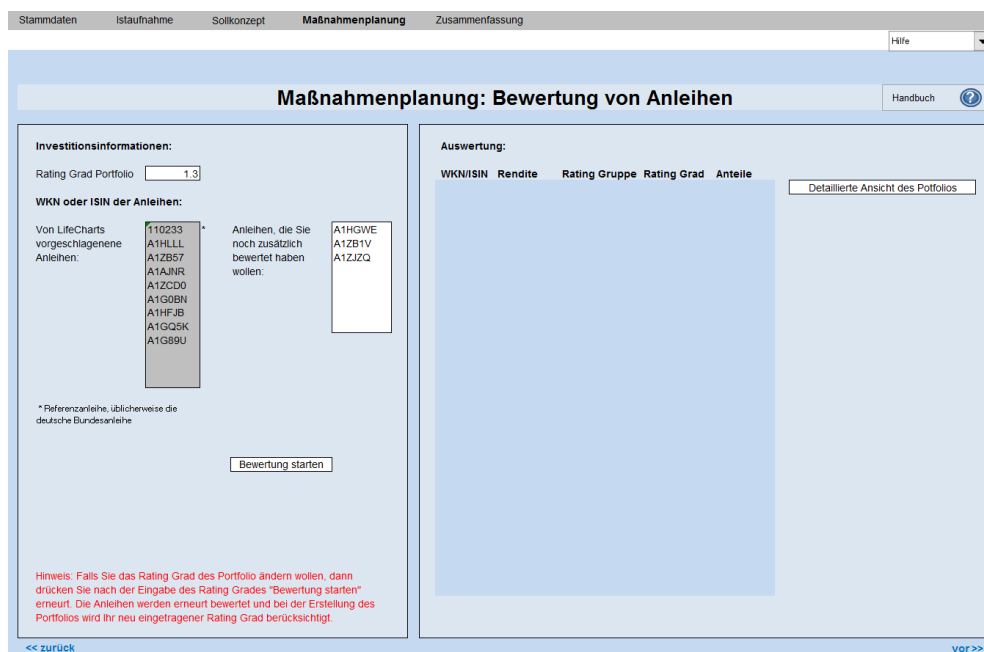 Stammdaten Istaufnahme Sollkonzept Maßnahmenplanung Zusammenfassung
Hilfe
Maßnahmenplanung: Bewertung von Anleihen
Handbuch ?
Investitionsinformationen:
Rating Grad Portfolio 1.3
WKN oder ISIN der Anleihen:
Von LifeCharts
vorgeschlagenene
Anleihen:
110233 *
A1HLLL
A1ZB57
A1AJNR
A1ZCD0
A1G0BN
A1HFJB
A1GQ5K
A1G89U
Anleihen, die Sie
noch zusätzlich
bewertet haben
wollen:
A1HGWE
A1ZB1V
A1ZJZQ
* Referenzanleihe, üblicherweise die
deutsche Bundesanleihe
Bewertung starten
Hinweis: Falls Sie das Rating Grad des Portfolio ändern wollen, dann
drücken Sie nach der Eingabe des Rating Grades "Bewertung starten"
erneurt. Die Anleihen werden erneurt bewertet und bei der Erstellung des
Portfolios wird Ihr neu eingetragener Rating Grad berücksichtigt.
Auswertung:
WKN/ISIN Rendite Rating Gruppe Rating Grad Anteile
Detaillierte Ansicht des Potfolios
<< zurück
vor >>